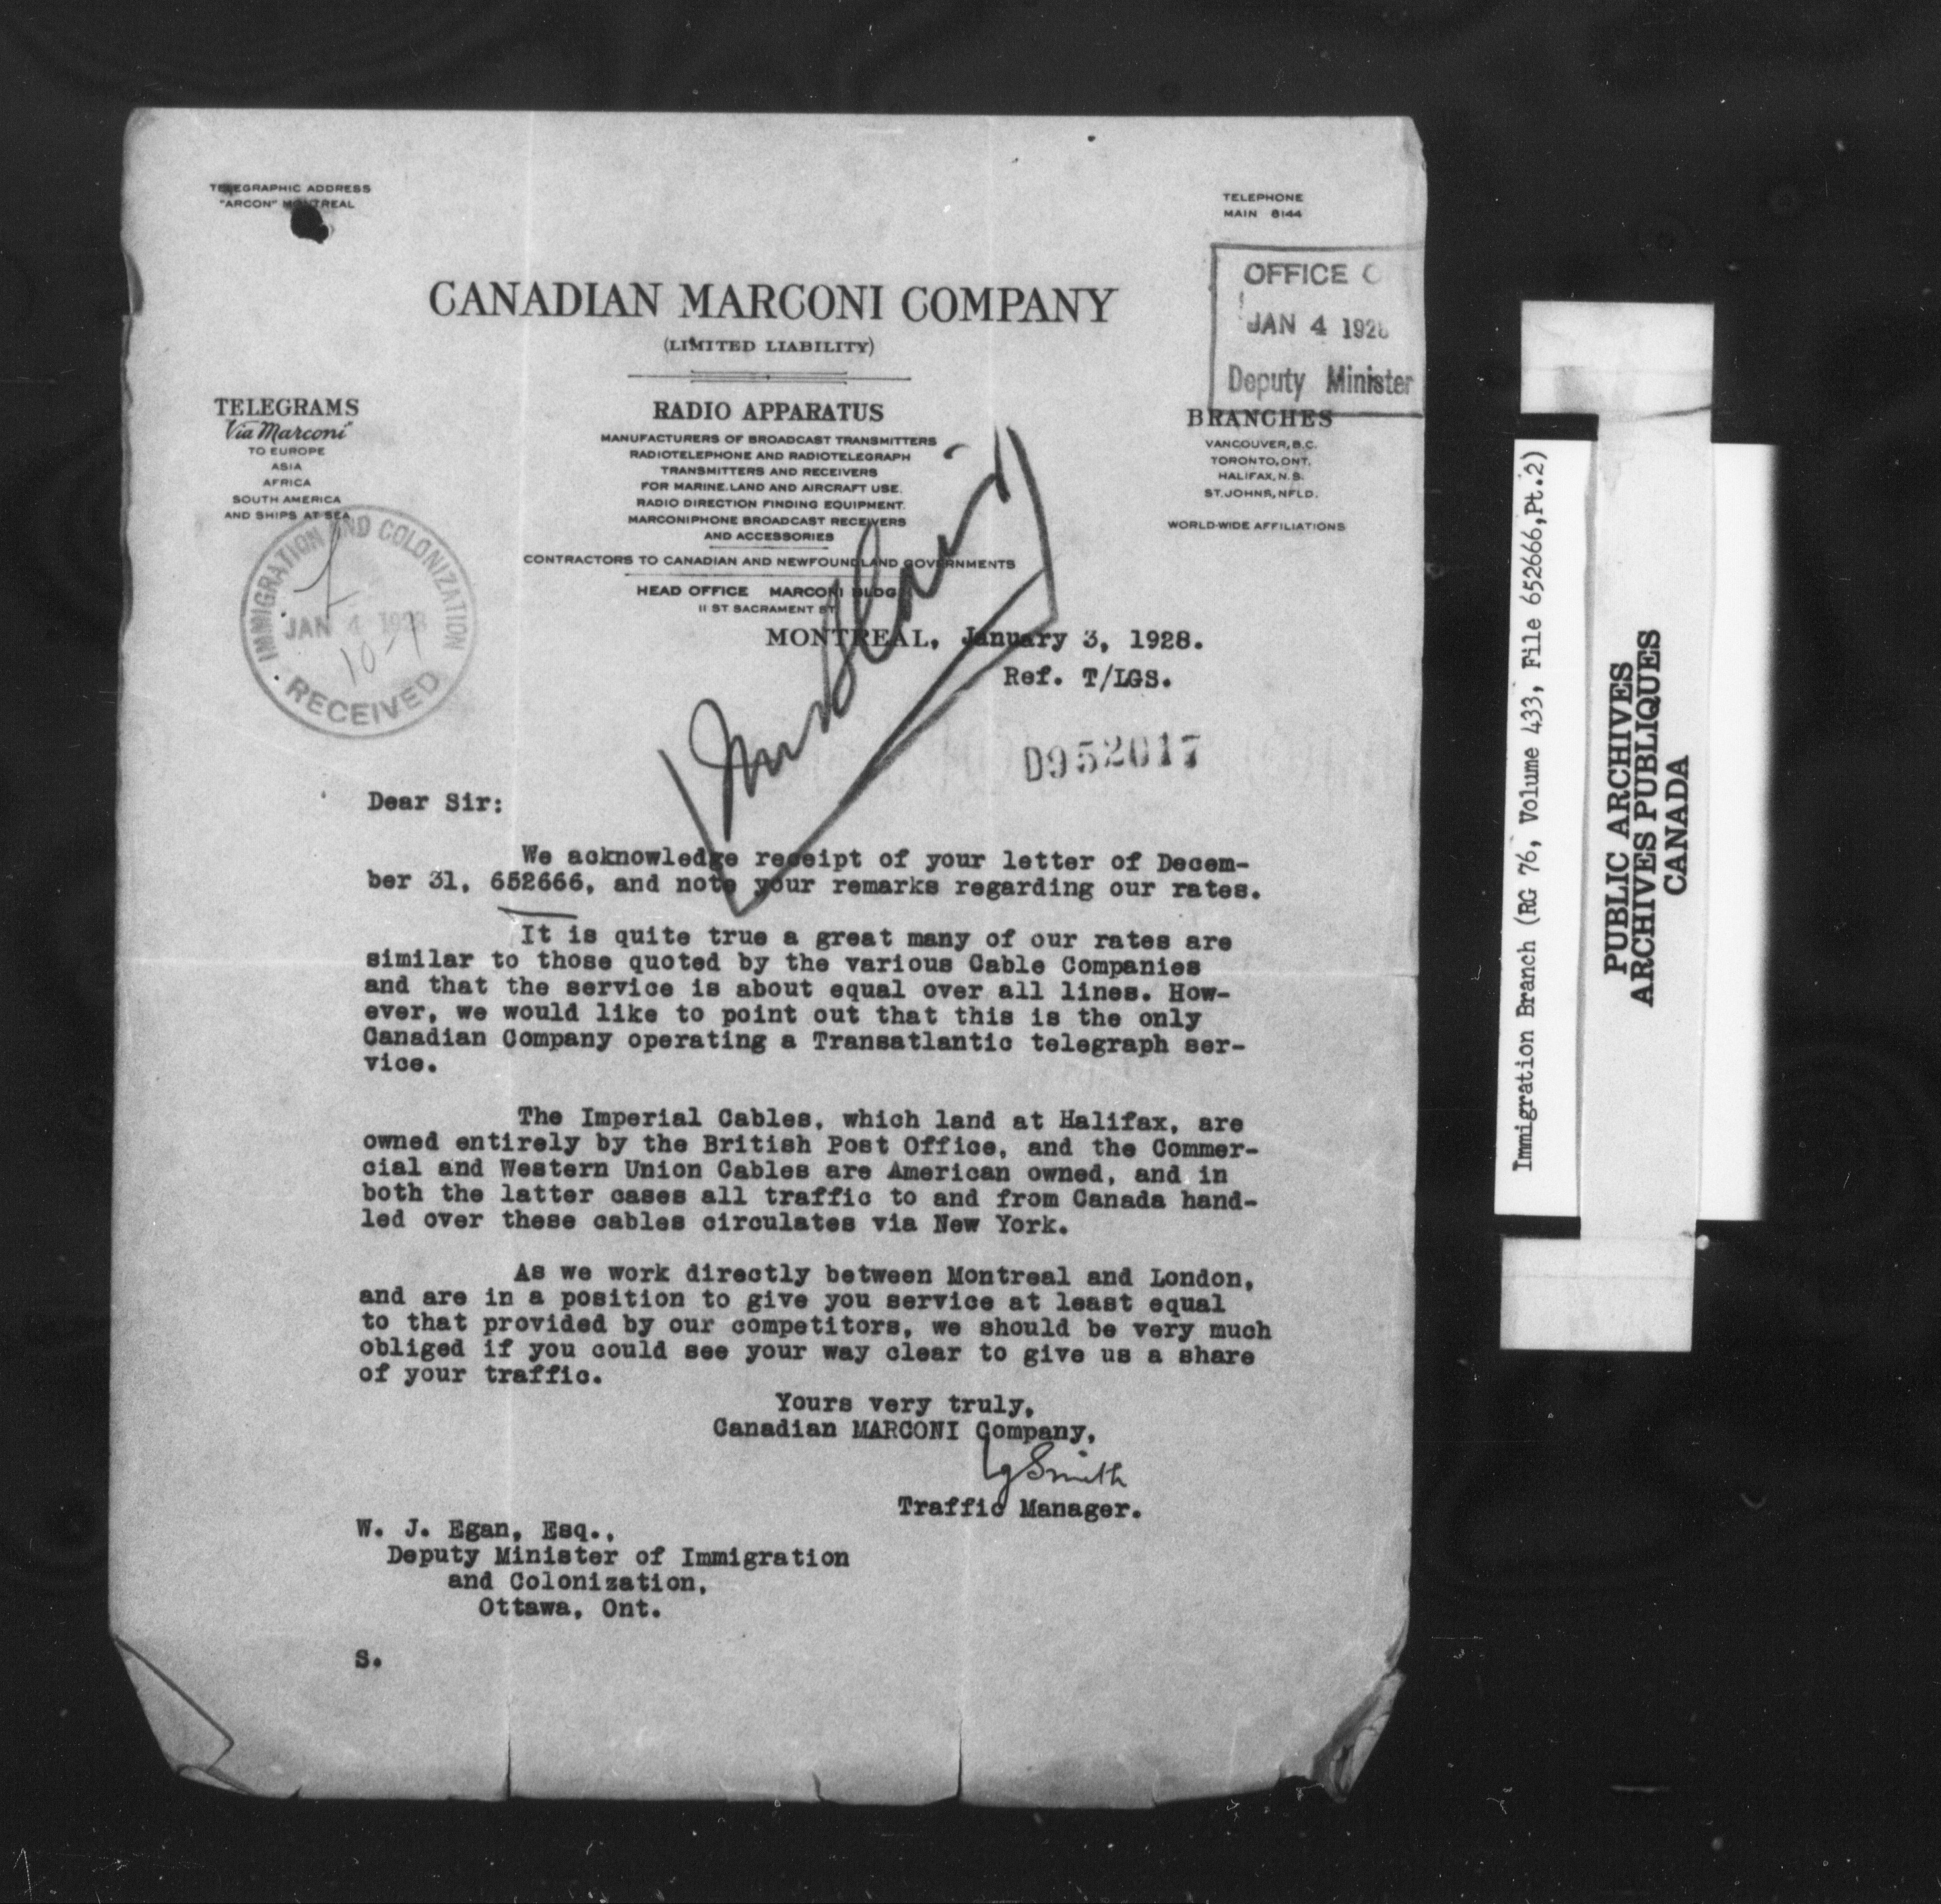 TELEGRAPHIC ADDRESS
"ARCON" MONTREAL
TELEPHONE
MAIN 8144
OFFICE O
JAN 4 1928
Deputy Minister
CANADIAN MARCONI COMPANY
(LIMITED LIABILITY)
TELEGRAMS
"Via Marconi"
TO EUROPE
ASIA
AFRICA
SOUTH AMERICA
AND SHIPS AT SEA
RADIO APPARATUS
MANUFACTURERS OF BROADCAST TRANSMITTERS
RADIOTELEPHONE AND RADIOTELEGRAPH
TRANSMITTERS AND RECEIVERS
FOR MARINE, LAND AND AIRCRAFT USE.
RADIO DIRECTION FINDING EQUIPMENT.
MARCONIPHONE BROADCAST RECEIVERS
AND ACCESSORIES
CONTRACTORS TO CANADIAN AND NEWFOUNDLAND GOVERNMENTS
HEAD OFFICE MARCONI BLDG
11 ST SACRAMENT ST
BRANCHES
VANCOUVER, B.C.
TORONTO, ONT.
HALIFAX, N.S.
ST. JOHNS, NFLD.
WORLD-WIDE AFFILIATIONS
IMMIGRATION AND COLONIZATION
JAN 4 1928
10-1
RECEIVED
MONTREAL, January 3, 1928.
Ref. T/LGS.
D952017
Dear Sir:
We acknowledge receipt of your letter of Decem-
ber 31, 652666, and note your remarks regarding our rates.
It is quite true a great many of our rates are
similar to those quoted by the various Cable Companies
and that the service is about equal over all lines. How-
ever, we would like to point out that this is the only
Canadian Company operating a Transatlantic telegraph ser-
vice.
The Imperial Cables, which land at Halifax, are
owned entirely by the British Post Office, and the Commer-
cial and Western Union Cables are American owned, and in
both the latter cases all traffic to and from Canada hand-
led over these cables circulates via New York.
As we work directly between Montreal and London,
and are in a position to give you service at least equal
to that provided by our competitors, we should be very much
obliged if you could see your way clear to give us a share
of your traffic.
Yours very truly,
Canadian MARCONI Company,
LGSmith
Traffic Manager.
W. J. Egan, Esq.,
Deputy Minister of Immigration
and Colonization,
Ottawa, Ont.
S.
Immigration Branch (RG 76, Volume 433, File 652666,Pt.2)
PUBLIC ARCHIVES
ARCHIVES PUBLIQUES
CANADA